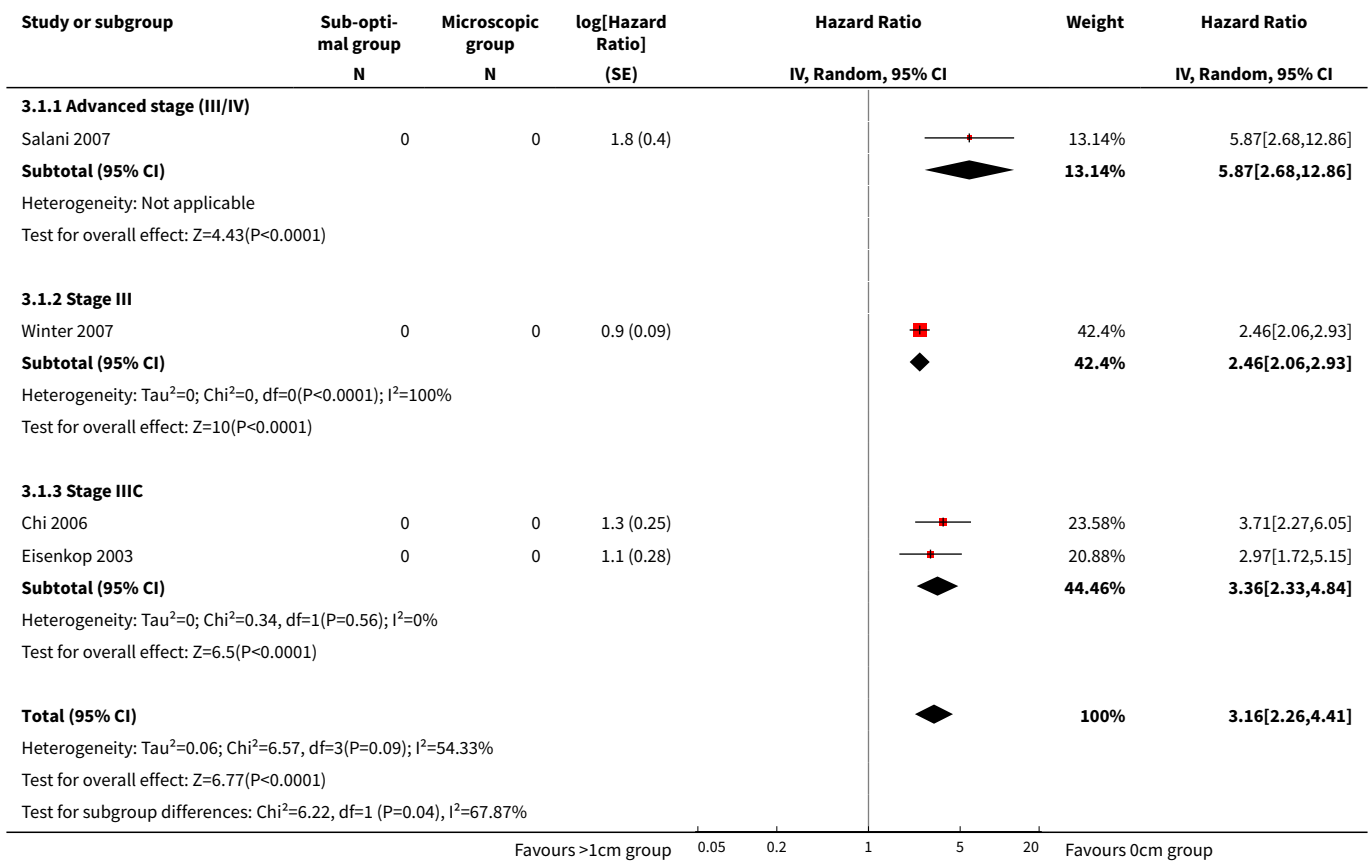 Study or subgroup Sub-opti- Microscopic log[Hazard Hazard Ratio Weight Hazard Ratio
mal group group Ratio]
N N (SE) IV, Random, 95% CI IV, Random, 95% CI
3.1.1 Advanced stage (III/IV)
Salani 2007 0 0 1.8 (0.4) 13.14% 5.87[2.68,12.86]
Subtotal (95% CI) 13.14% 5.87[2.68,12.86]
Heterogeneity: Not applicable
Test for overall effect: Z=4.43(P<0.0001)
3.1.2 Stage III
Winter 2007 0 0 0.9 (0.09) 42.4% 2.46[2.06,2.93]
Subtotal (95% CI) 42.4% 2.46[2.06,2.93]
Heterogeneity: Tau²=0; Chi²=0, df=0(P<0.0001); I²=100%
Test for overall effect: Z=10(P<0.0001)
3.1.3 Stage IIIC
Chi 2006 0 0 1.3 (0.25) 23.58% 3.71[2.27,6.05]
Eisenkop 2003 0 0 1.1 (0.28) 20.88% 2.97[1.72,5.15]
Subtotal (95% CI) 44.46% 3.36[2.33,4.84]
Heterogeneity: Tau²=0; Chi²=0.34, df=1(P=0.56); I²=0%
Test for overall effect: Z=6.5(P<0.0001)
Total (95% CI) 100% 3.16[2.26,4.41]
Heterogeneity: Tau²=0.06; Chi²=6.57, df=3(P=0.09); I²=54.33%
Test for overall effect: Z=6.77(P<0.0001)
Test for subgroup differences: Chi²=6.22, df=1 (P=0.04), I²=67.87%
Favours >1cm group 0.05 0.2 1 5 20 Favours 0cm group